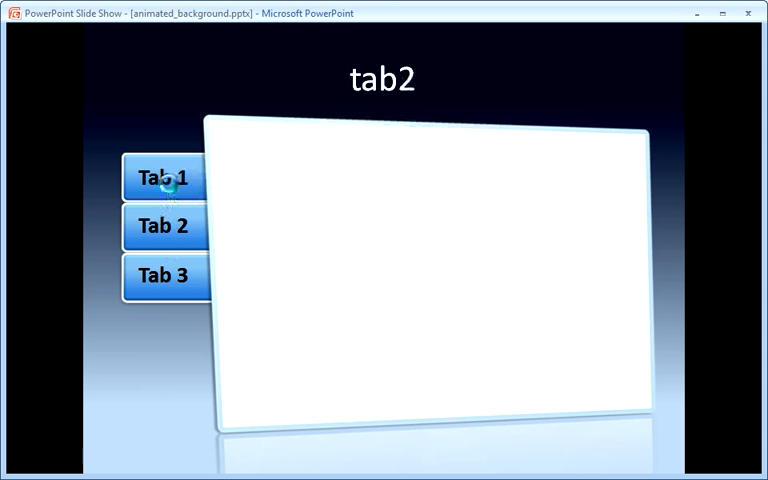 PowerPoint Slide Show - [animated_background.pptx] - Microsoft PowerPoint
tab2
Tab 1
Tab 2
Tab 3